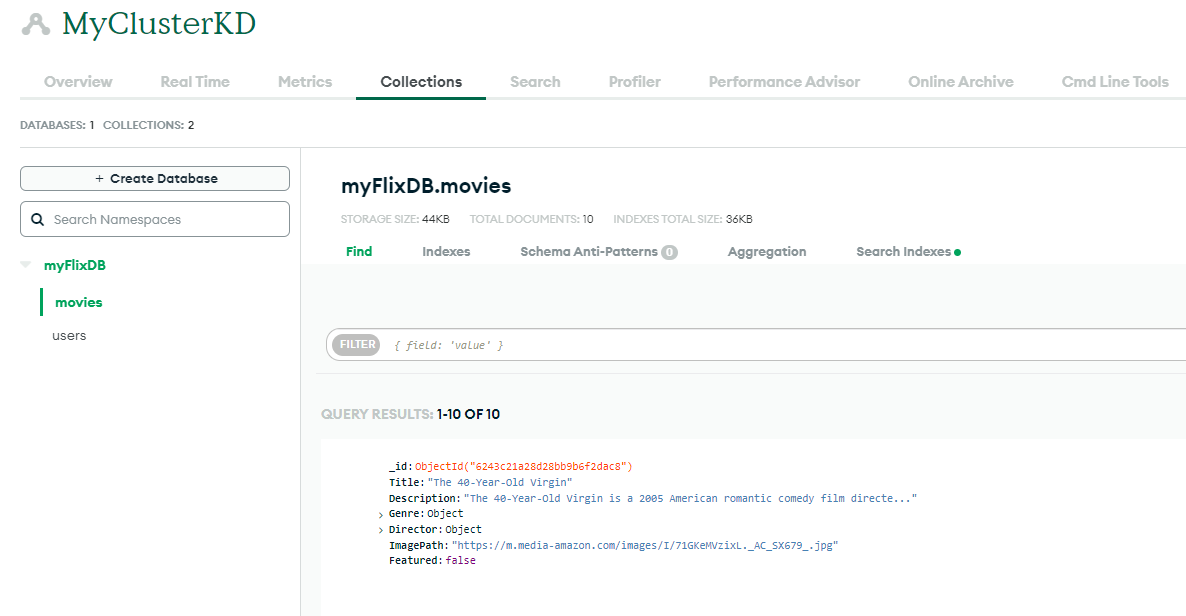 MyClusterKD
Overview Real Time Metrics Collections Search Profiler Performance Advisor Online Archive Cmd Line Tools
DATABASES: 1 COLLECTIONS: 2
+ Create Database
Search Namespaces
myFlixDB
movies
users
myFlixDB.movies
STORAGE SIZE: 44KB TOTAL DOCUMENTS: 10 INDEXES TOTAL SIZE: 36KB
Find Indexes Schema Anti-Patterns 0 Aggregation Search Indexes
FILTER { field: 'value' }
QUERY RESULTS: 1-10 OF 10
_id: ObjectId("6243c21a28d28bb9b6f2dac8")
Title: "The 40-Year-Old Virgin"
Description: "The 40-Year-Old Virgin is a 2005 American romantic comedy film directe..."
> Genre: Object
> Director: Object
ImagePath: "https://m.media-amazon.com/images/I/71GKeMVzixL._AC_SX679_.jpg"
Featured: false